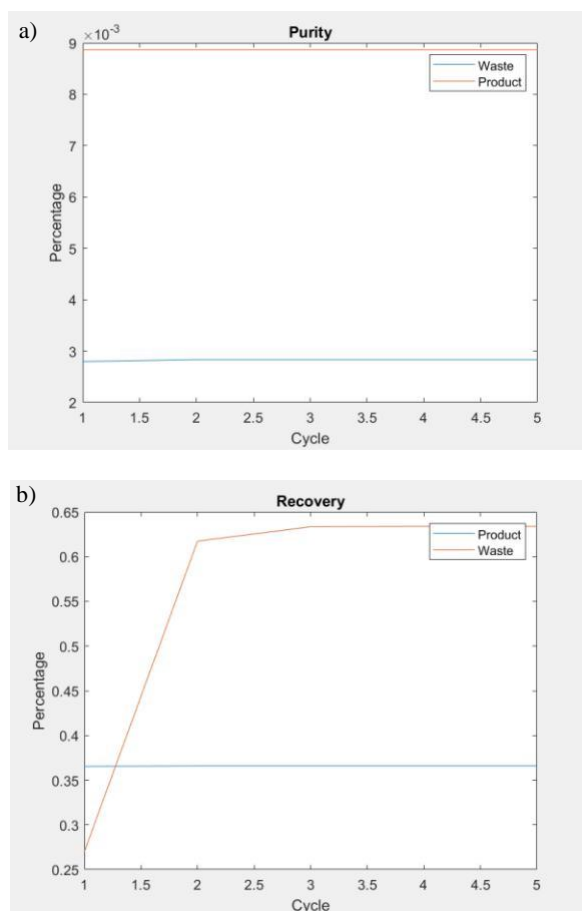 a)
Purity
×10⁻³
9
8
7
6
5
4
3
2
Percentage
Waste
Product
1 1.5 2 2.5 3 3.5 4 4.5 5
Cycle
b)
Recovery
0.65
0.6
0.55
0.5
0.45
0.4
0.35
0.3
0.25
Percentage
Product
Waste
1 1.5 2 2.5 3 3.5 4 4.5 5
Cycle